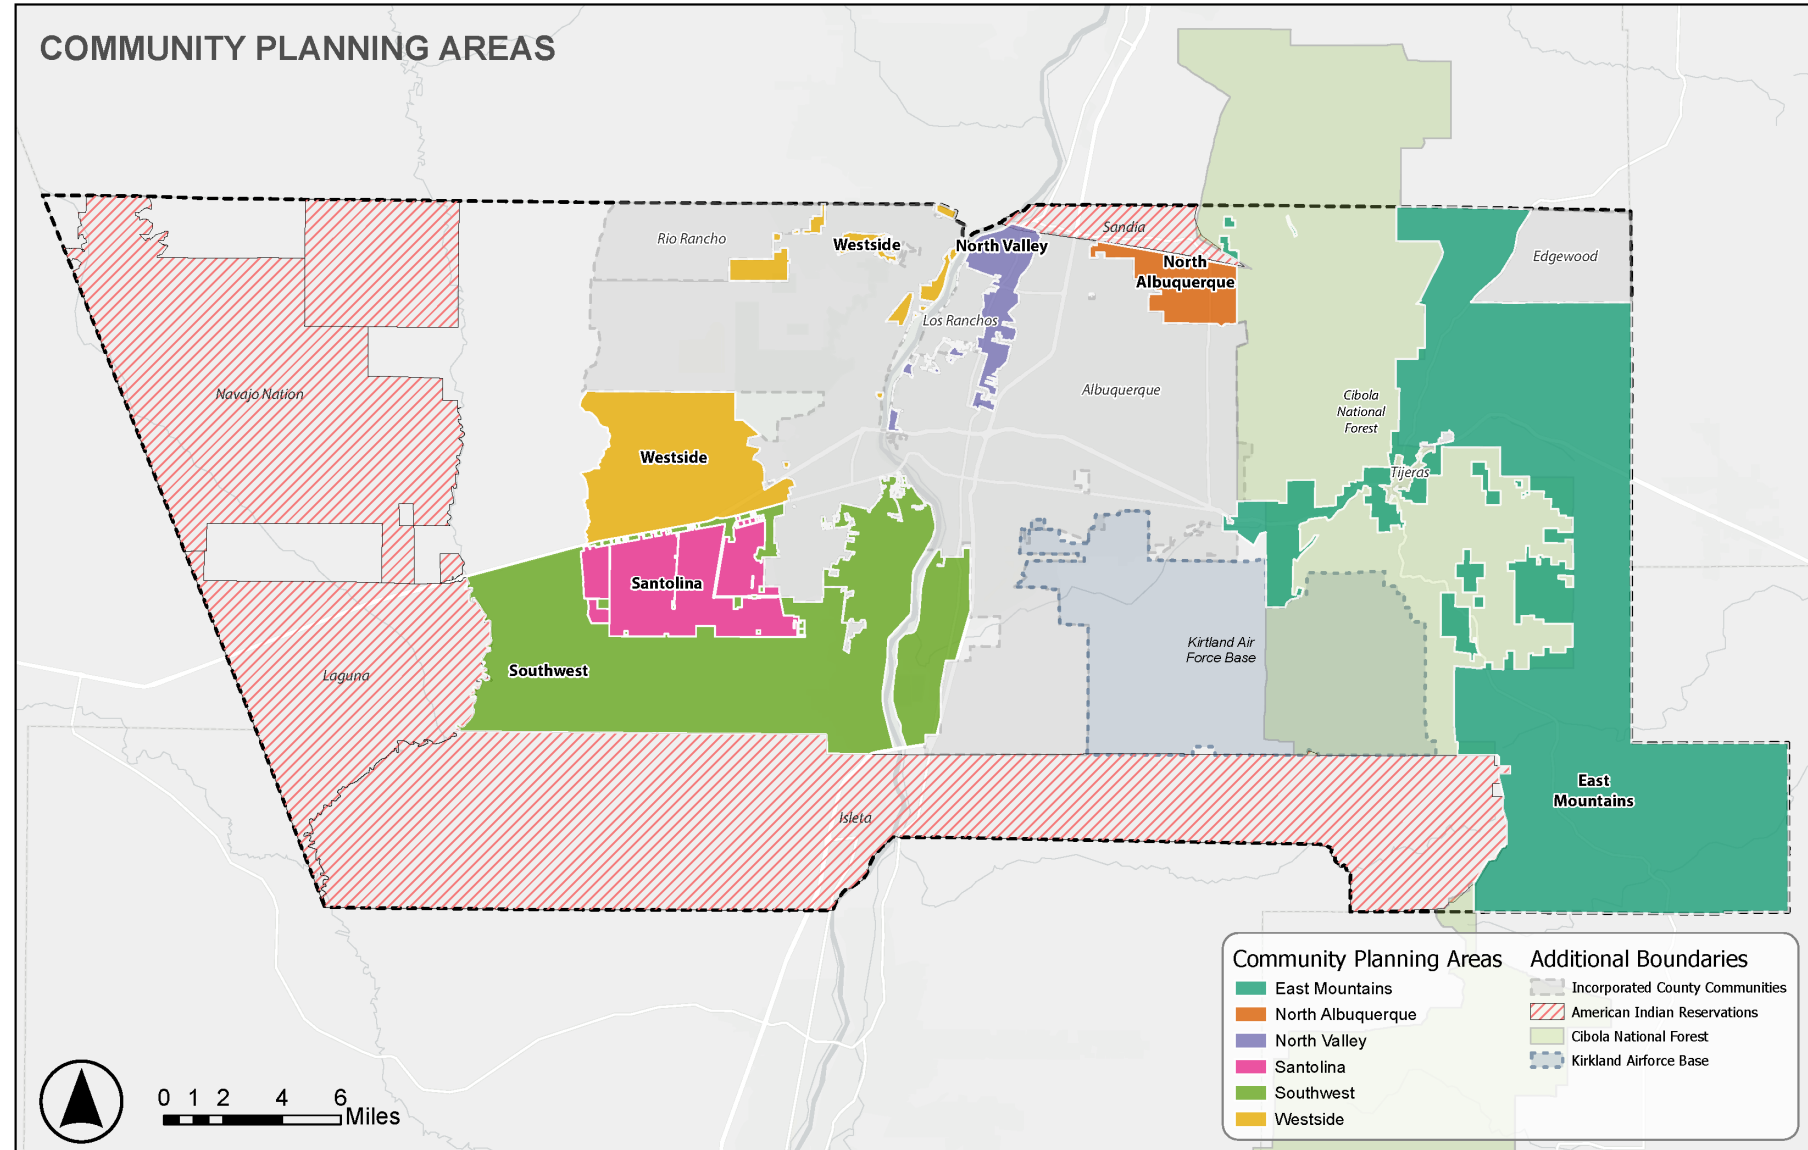 COMMUNITY PLANNING AREAS
Sandia
Rio Rancho
Westside
North Valley
North
Albuquerque
Edgewood
Los Ranchos
Navajo Nation
Albuquerque
Cibola
National
Forest
Westside
Tijeras
Santolina
Kirtland Air
Force Base
Southwest
Laguna
East
Mountains
Isleta
Community Planning Areas
East Mountains
North Albuquerque
North Valley
Santolina
Southwest
Westside
Additional Boundaries
Incorporated County Communities
American Indian Reservations
Cibola National Forest
Kirkland Airforce Base
0 1 2 4 6
Miles